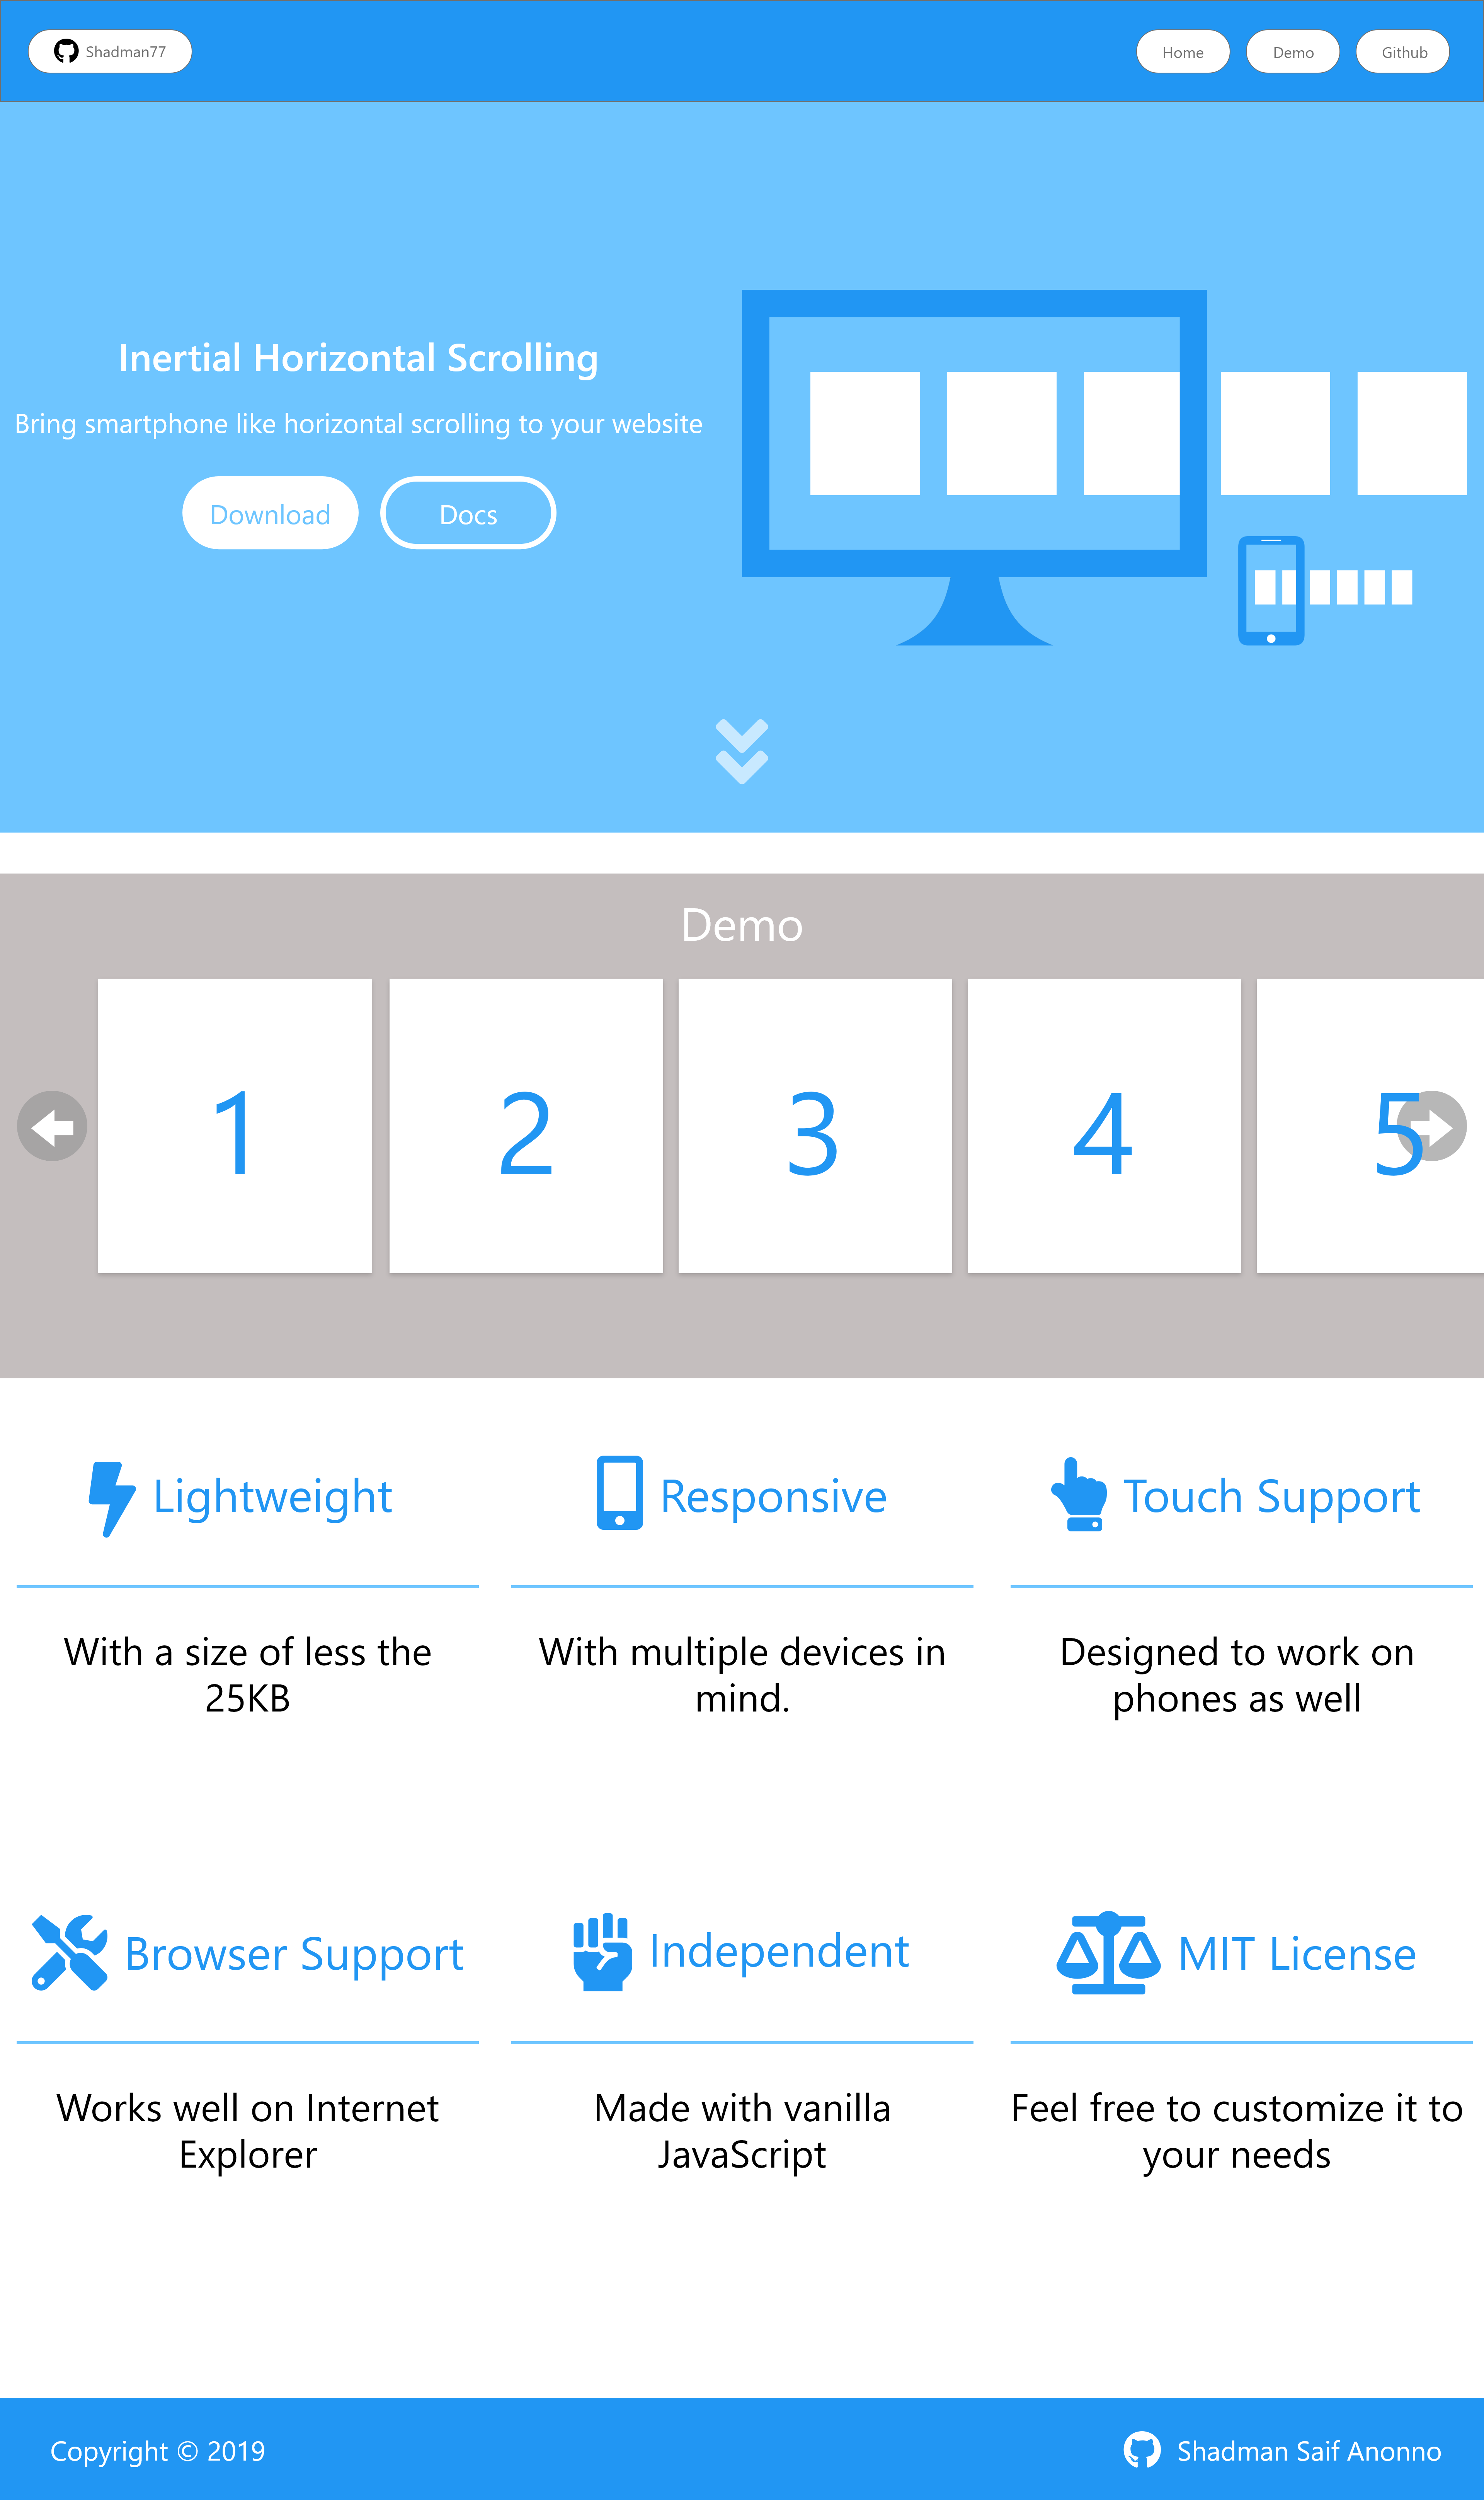 Shadman77
Home
Demo
Github
Inertial Horizontal Scrolling
Bring smartphone like horizontal scrolling to your website
Download
Docs
Demo
1
2
3
4
5
Lightweight
Responsive
Touch Support
With a size of less the
25KB
With multiple devices in
mind.
Designed to work on
phones as well
Browser Support
Independent
MIT License
Works well on Internet
Explorer
Made with vanilla
JavaScript
Feel free to customize it to
your needs
Copyright © 2019
Shadman Saif Anonno